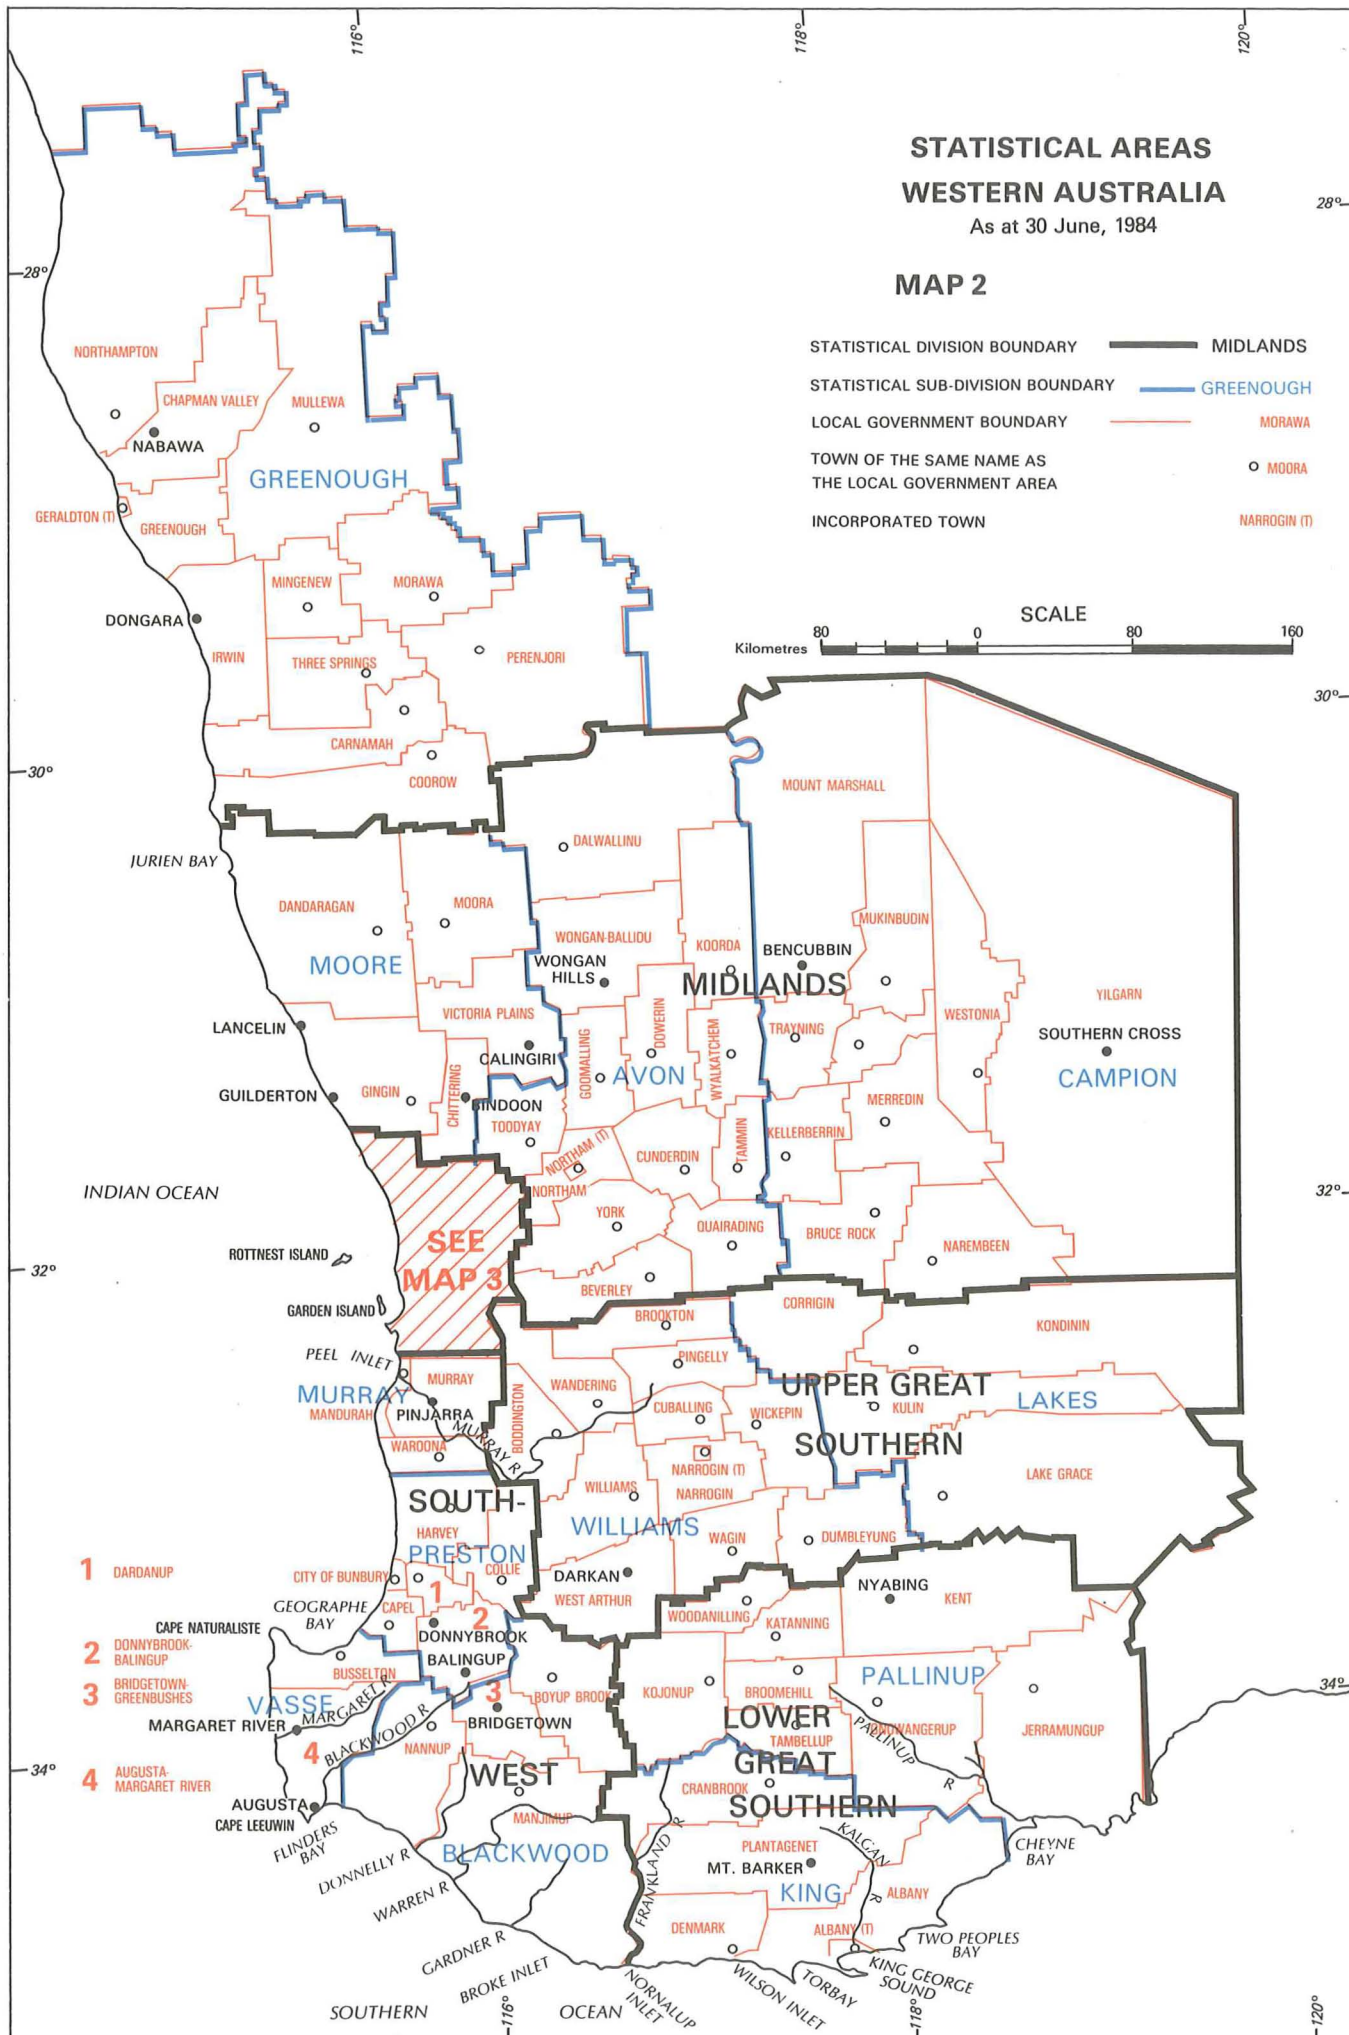 116°
118°
120°
STATISTICAL AREAS
WESTERN AUSTRALIA
As at 30 June, 1984
MAP 2
28°
28°
STATISTICAL DIVISION BOUNDARY
MIDLANDS
STATISTICAL SUB-DIVISION BOUNDARY
GREENOUGH
LOCAL GOVERNMENT BOUNDARY
MORAWA
TOWN OF THE SAME NAME AS
THE LOCAL GOVERNMENT AREA
MOORA
INCORPORATED TOWN
NARROGIN (T)
SCALE
Kilometres
80
0
80
160
NORTHAMPTON
CHAPMAN VALLEY
MULLEWA
NABAWA
GREENOUGH
GERALDTON (T)
GREENOUGH
MINGENEW
MORAWA
DONGARA
IRWIN
THREE SPRINGS
PERENJORI
30°
CARNAMAH
30°
COOROW
MOUNT MARSHALL
DALWALLINU
JURIEN BAY
DANDARAGAN
MOORA
MUKINBUDIN
WONGAN-BALLIDU
KOORDA
BENCUBBIN
MOORE
WONGAN
HILLS
MIDLANDS
YILGARN
VICTORIA PLAINS
WESTONIA
LANCELIN
DOWERIN
TRAYNING
SOUTHERN CROSS
CALINGIRI
GOOMALLING
WYALKATCHEM
AVON
CAMPION
GUILDERTON
GINGIN
CHITTERING
BINDOON
MERREDIN
TOODYAY
KELLERBERRIN
NORTHAM (T)
CUNDERDIN
TAMMIN
INDIAN OCEAN
NORTHAM
32°
YORK
QUAIRADING
BRUCE ROCK
NAREMBEEN
SEE
MAP 3
ROTTNEST ISLAND
32°
BEVERLEY
GARDEN ISLAND
BROOKTON
CORRIGIN
KONDININ
PEEL INLET
PINGELLY
MURRAY
MURRAY
WANDERING
UPPER GREAT
LAKES
MANDURAH
PINJARRA
BODDINGTON
CUBALLING
WICKEPIN
KULIN
MURRAY R
WAROONA
SOUTHERN
NARROGIN (T)
LAKE GRACE
WILLIAMS
NARROGIN
SOUTH-
HARVEY
WILLIAMS
WAGIN
DUMBLEYUNG
PRESTON
1 DARDANUP
CITY OF BUNBURY
COLLIE
DARKAN
NYABING
1
WEST ARTHUR
KENT
GEOGRAPHE
BAY
CAPEL
2
WOODANILLING
KATANNING
CAPE NATURALISTE
DONNYBROOK
2 DONNYBROOK-
BALINGUP
BALINGUP
BUSSELTON
PALLINUP
3 BRIDGETOWN-
GREENBUSHES
3
BOYUP BROOK
KOJONUP
BROOMEHILL
34°
VASSE
MARGARET R
MARGARET RIVER
BLACKWOOD R
BRIDGETOWN
LOWER
GNOWANGERUP
JERRAMUNGUP
NANNUP
TAMBELLUP
PALLINUP R
4
34°
4 AUGUSTA-
MARGARET RIVER
WEST
GREAT
CRANBROOK
AUGUSTA
SOUTHERN
CAPE LEEUWIN
MANJIMUP
FLINDERS
BAY
BLACKWOOD
FRANKLAND R
PLANTAGENET
KALGAN R
CHEYNE
BAY
DONNELLY R
MT. BARKER
KING
ALBANY
WARREN R
DENMARK
ALBANY (T)
TWO PEOPLES
BAY
GARDNER R
KING GEORGE
SOUND
BROKE INLET
NORNALUP
INLET
WILSON INLET
TORBAY
SOUTHERN OCEAN
116°
118°
120°